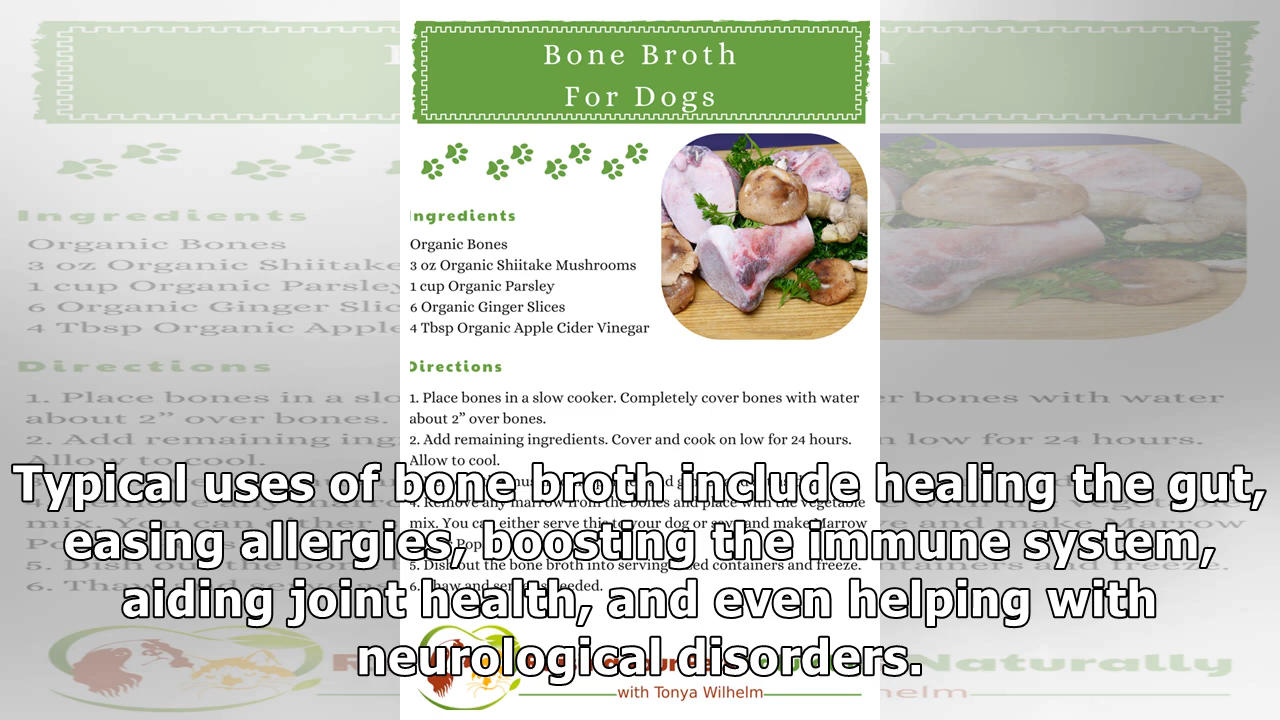 Bone Broth
For Dogs
Ingredients
Organic Bones
3 oz Organic Shiitake Mushrooms
1 cup Organic Parsley
6 Organic Ginger Slices
4 Tbsp Organic Apple Cider Vinegar
Directions
1. Place bones in a slow cooker. Completely cover bones with water
about 2” over bones.
2. Add remaining ingredients. Cover and cook on low for 24 hours.
Allow to cool.
4. Remove any marrow from the bones and place with the vegetable
mix. You can either serve this to your dog or save and make Marrow
5. Dish out the bone broth into serving containers and freeze.
6. Thaw and serve as needed.
Naturally
with Tonya Wilhelm
Typical uses of bone broth include healing the gut,
easing allergies, boosting the immune system,
aiding joint health, and even helping with
neurological disorders.